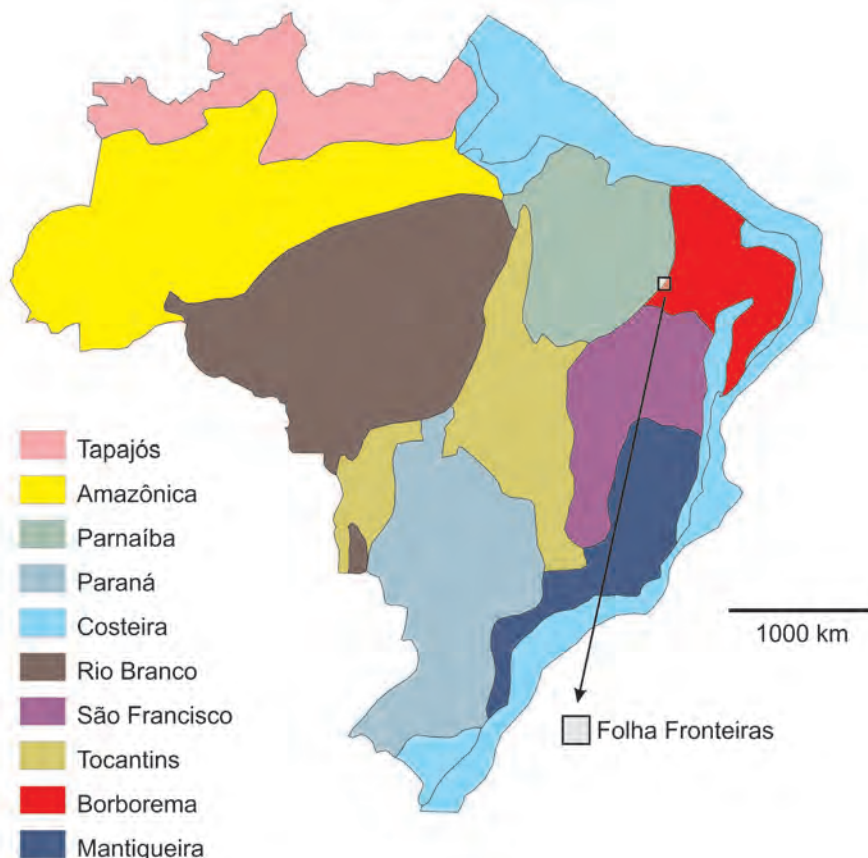 Tapajós
Amazônica
Parnaíba
Paraná
Costeira
Rio Branco
São Francisco
Tocantins
Borborema
Mantiqueira
1000 km
Folha Fronteiras